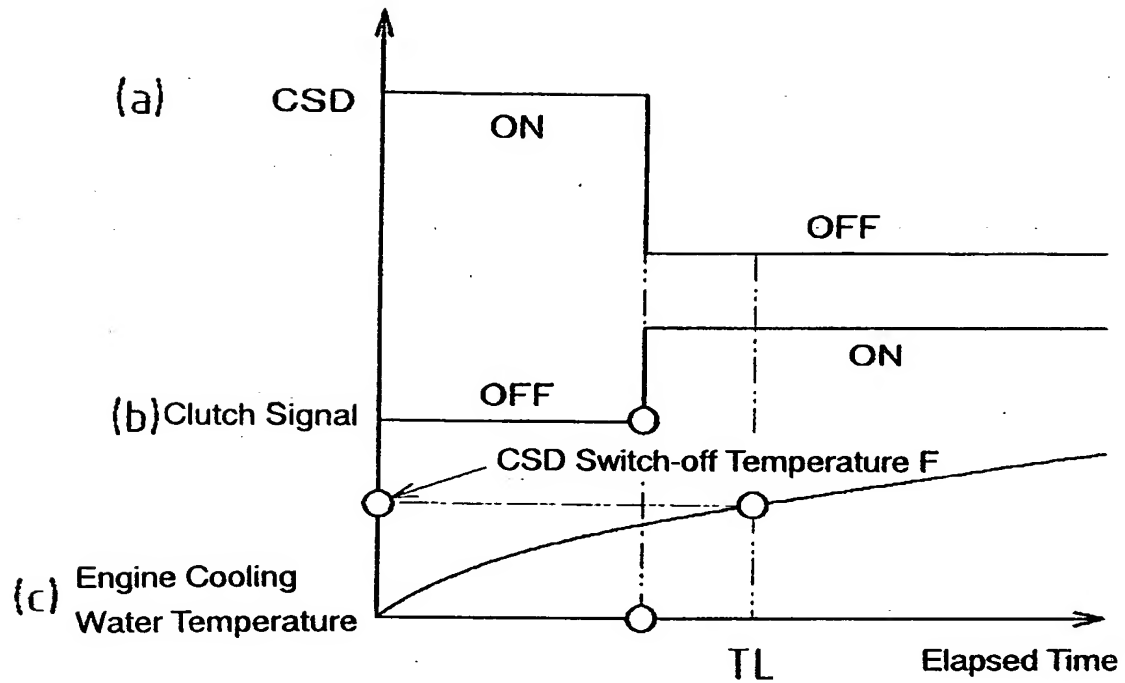 (a) CSD
ON
OFF
ON
OFF
(b) Clutch Signal
CSD Switch-off Temperature F
(c) Engine Cooling
Water Temperature
TL
Elapsed Time